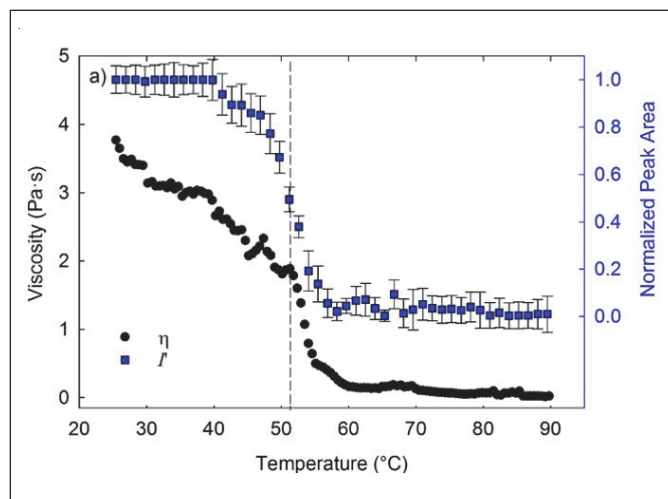 a)
5
4
3
2
1
0
Viscosity (Pa·s)
1.0
0.8
0.6
0.4
0.2
0.0
Normalized Peak Area
η
I'
20 30 40 50 60 70 80 90
Temperature (°C)